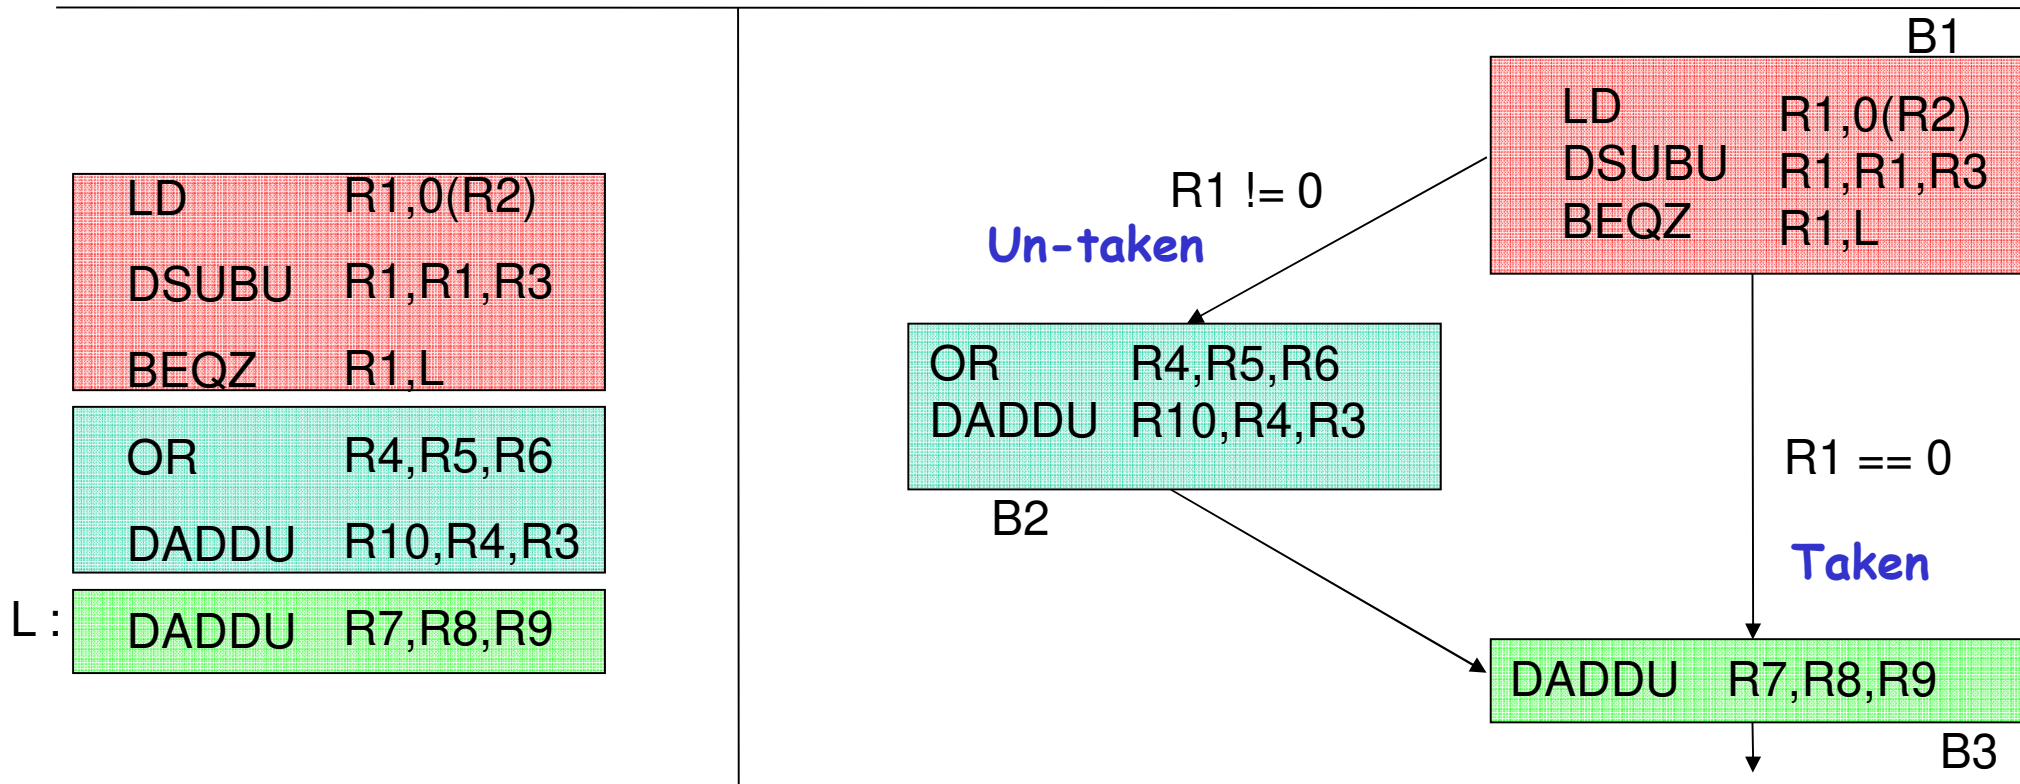 LD R1,0(R2)
DSUBU R1,R1,R3
BEQZ R1,L
OR R4,R5,R6
DADDU R10,R4,R3
L : DADDU R7,R8,R9
B1
LD R1,0(R2)
DSUBU R1,R1,R3
BEQZ R1,L
R1 != 0
Un-taken
OR R4,R5,R6
DADDU R10,R4,R3
B2
R1 == 0
Taken
DADDU R7,R8,R9
B3